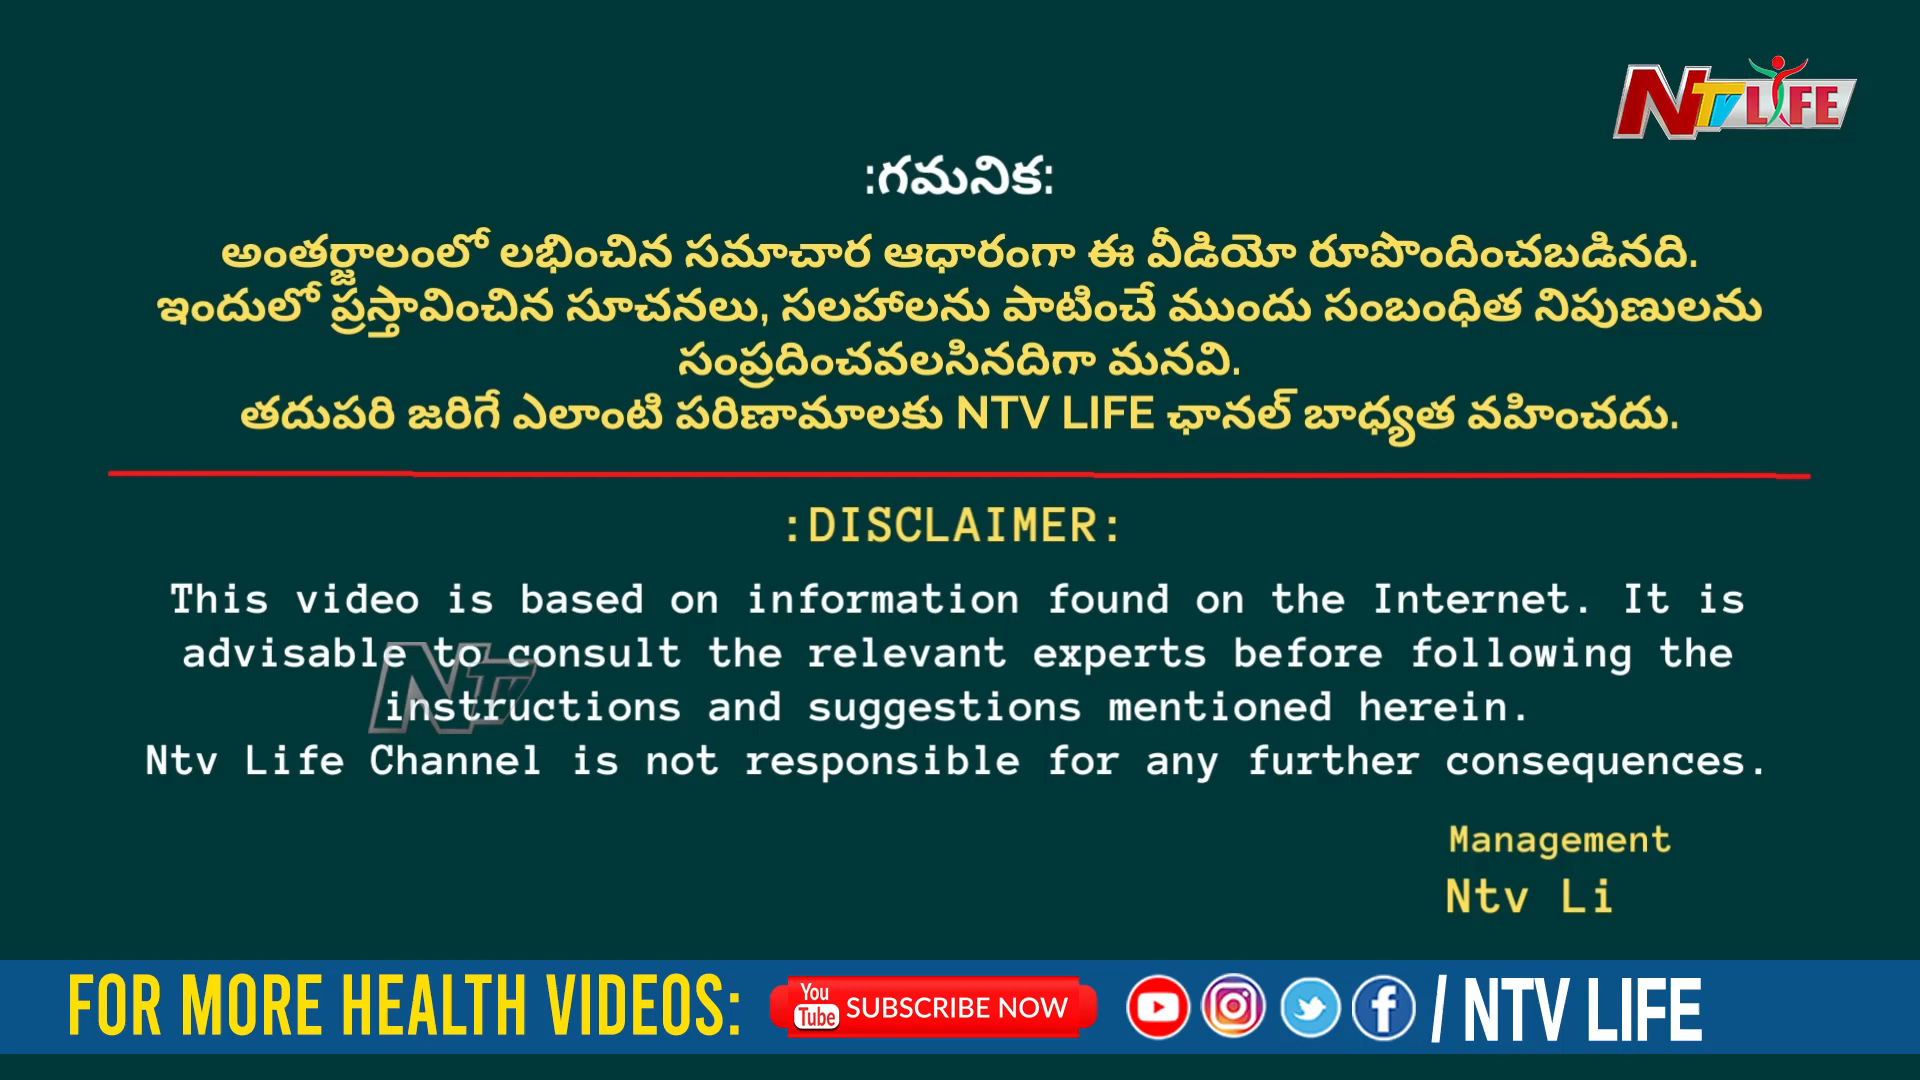 NTV LIFE
:గమనిక:
అంతర్జాలంలో లభించిన సమాచార ఆధారంగా ఈ వీడియో రూపొందించబడినది.
ఇందులో ప్రస్తావించిన సూచనలు, సలహాలను పాటించే ముందు సంబంధిత నిపుణులను
సంప్రదించవలసినదిగా మనవి.
తదుపరి జరిగే ఎలాంటి పరిణామాలకు NTV LIFE ఛానల్ బాధ్యత వహించదు.
:DISCLAIMER:
This video is based on information found on the Internet. It is
advisable to consult the relevant experts before following the
instructions and suggestions mentioned herein.
Ntv Life Channel is not responsible for any further consequences.
NTV
Management
Ntv Li
FOR MORE HEALTH VIDEOS: You Tube SUBSCRIBE NOW / NTV LIFE